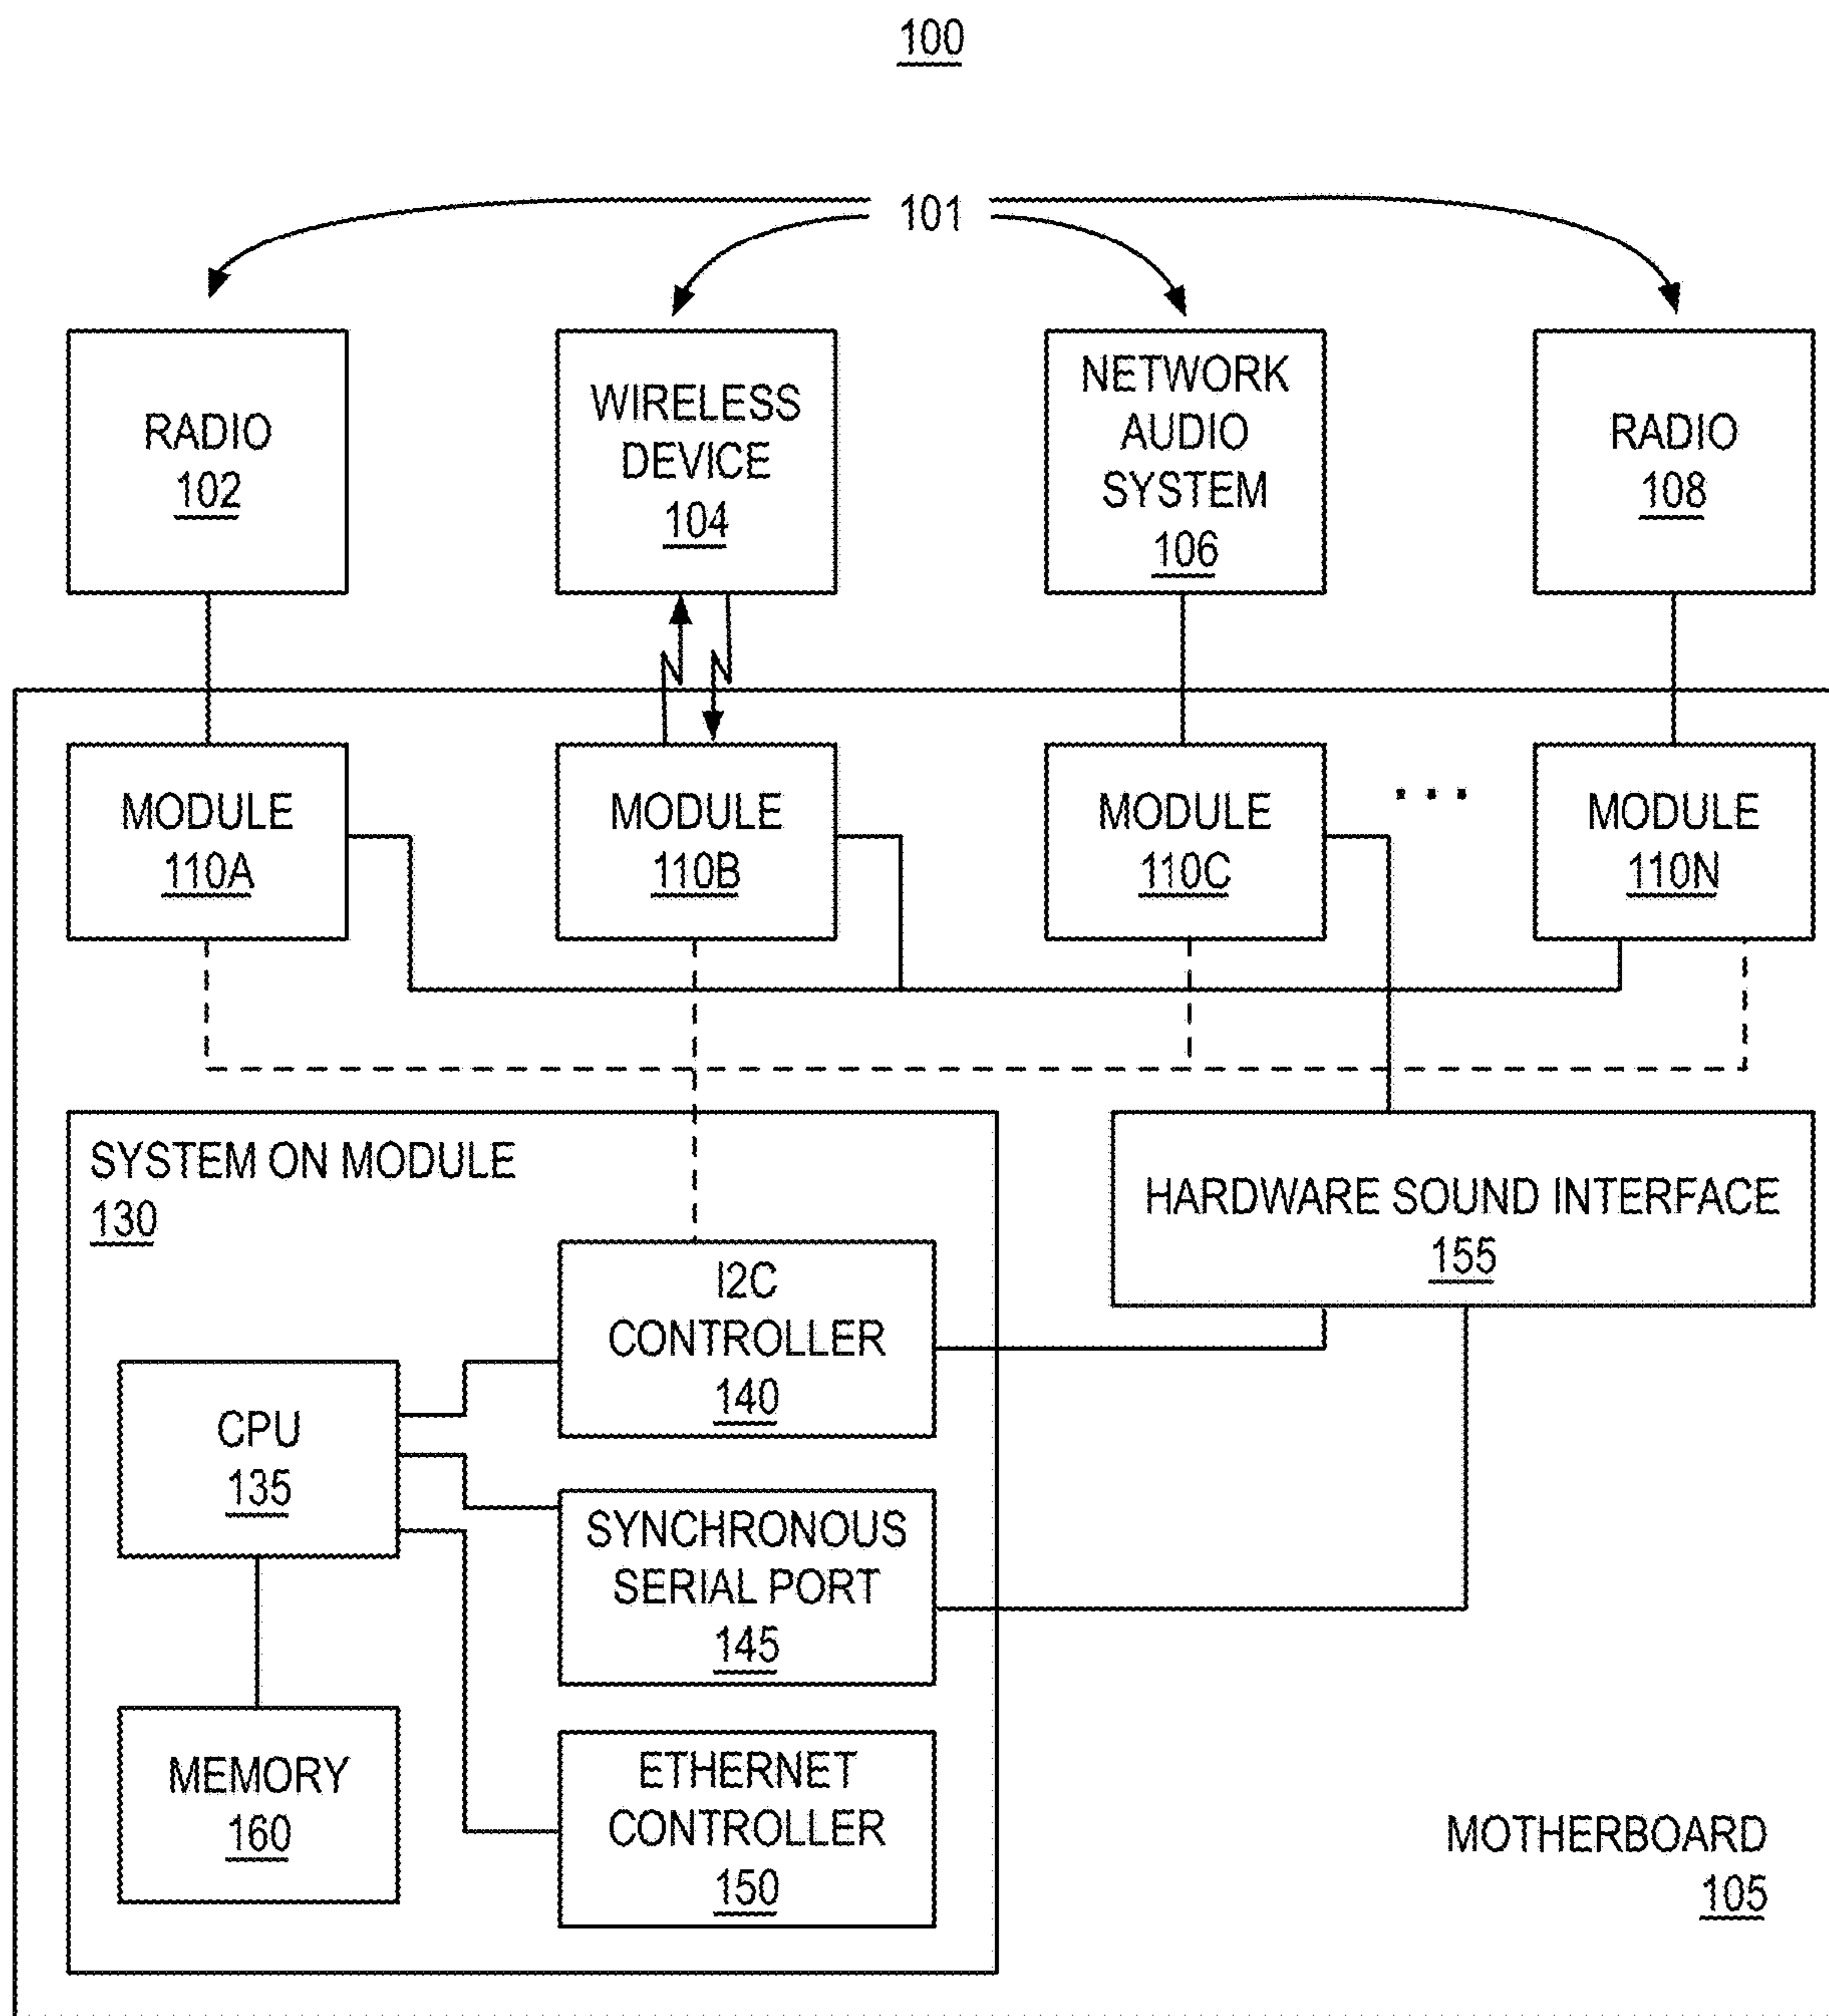 100
101
RADIO
102
WIRELESS
DEVICE
104
NETWORK
AUDIO
SYSTEM
106
RADIO
108
MODULE
110A
MODULE
110B
MODULE
110C
...
MODULE
110N
SYSTEM ON MODULE
130
HARDWARE SOUND INTERFACE
155
I2C
CONTROLLER
140
CPU
135
SYNCHRONOUS
SERIAL PORT
145
MEMORY
160
ETHERNET
CONTROLLER
150
MOTHERBOARD
105